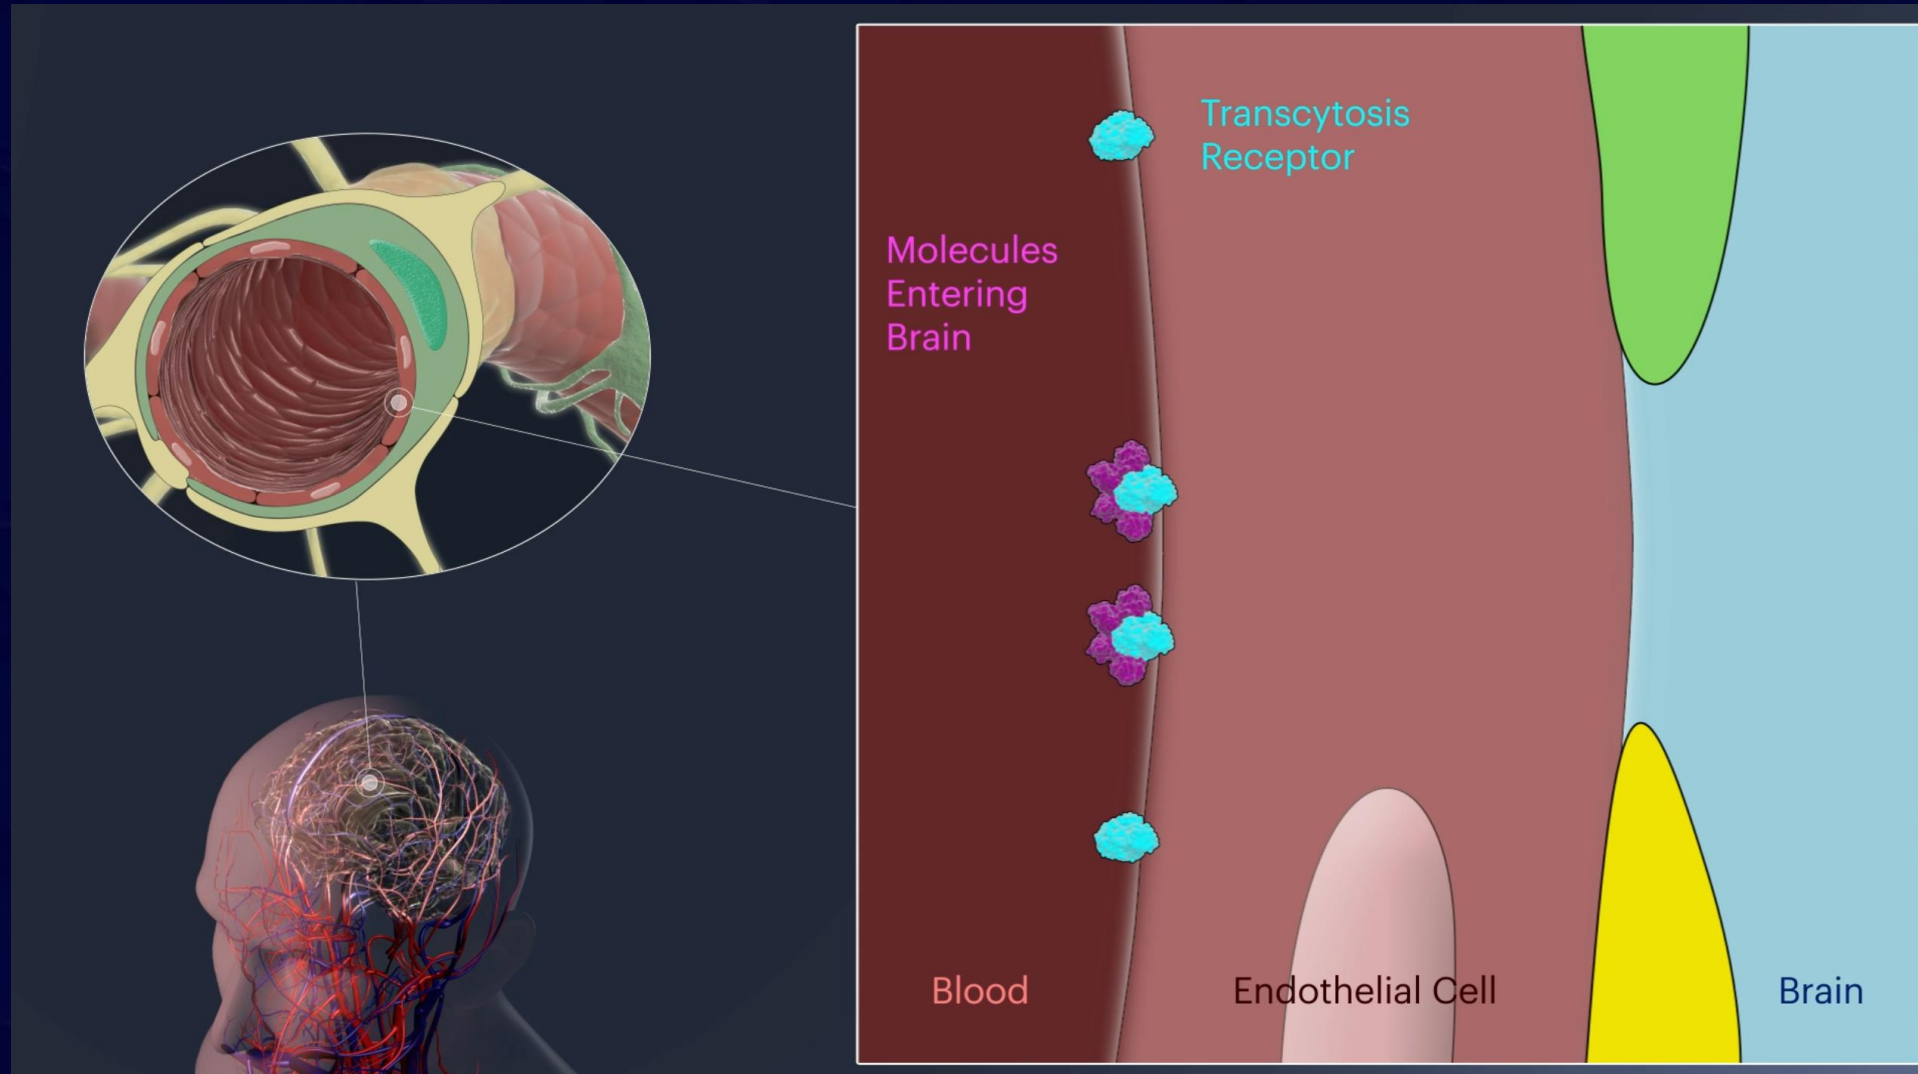 Transcytosis
Receptor
Molecules
Entering
Brain
Blood
Endothelial Cell
Brain